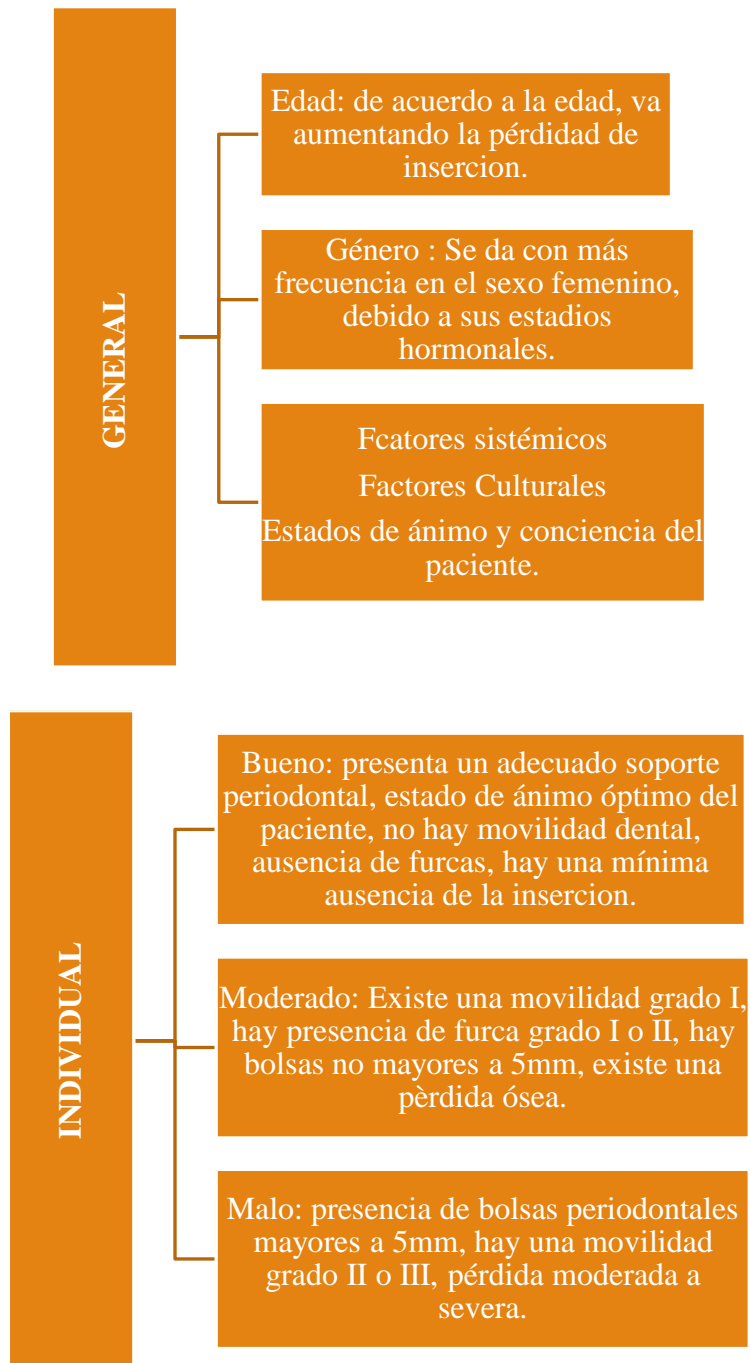 GENERAL
Edad: de acuerdo a la edad, va
aumentando la pérdidad de
insercion.
Género : Se da con más
frecuencia en el sexo femenino,
debido a sus estadios
hormonales.
Fcatores sistémicos
Factores Culturales
Estados de ánimo y conciencia del
paciente.
INDIVIDUAL
Bueno: presenta un adecuado soporte
periodontal, estado de ánimo óptimo del
paciente, no hay movilidad dental,
ausencia de furcas, hay una mínima
ausencia de la insercion.
Moderado: Existe una movilidad grado I,
hay presencia de furca grado I o II, hay
bolsas no mayores a 5mm, existe una
pèrdida ósea.
Malo: presencia de bolsas periodontales
mayores a 5mm, hay una movilidad
grado II o III, pérdida moderada a
severa.